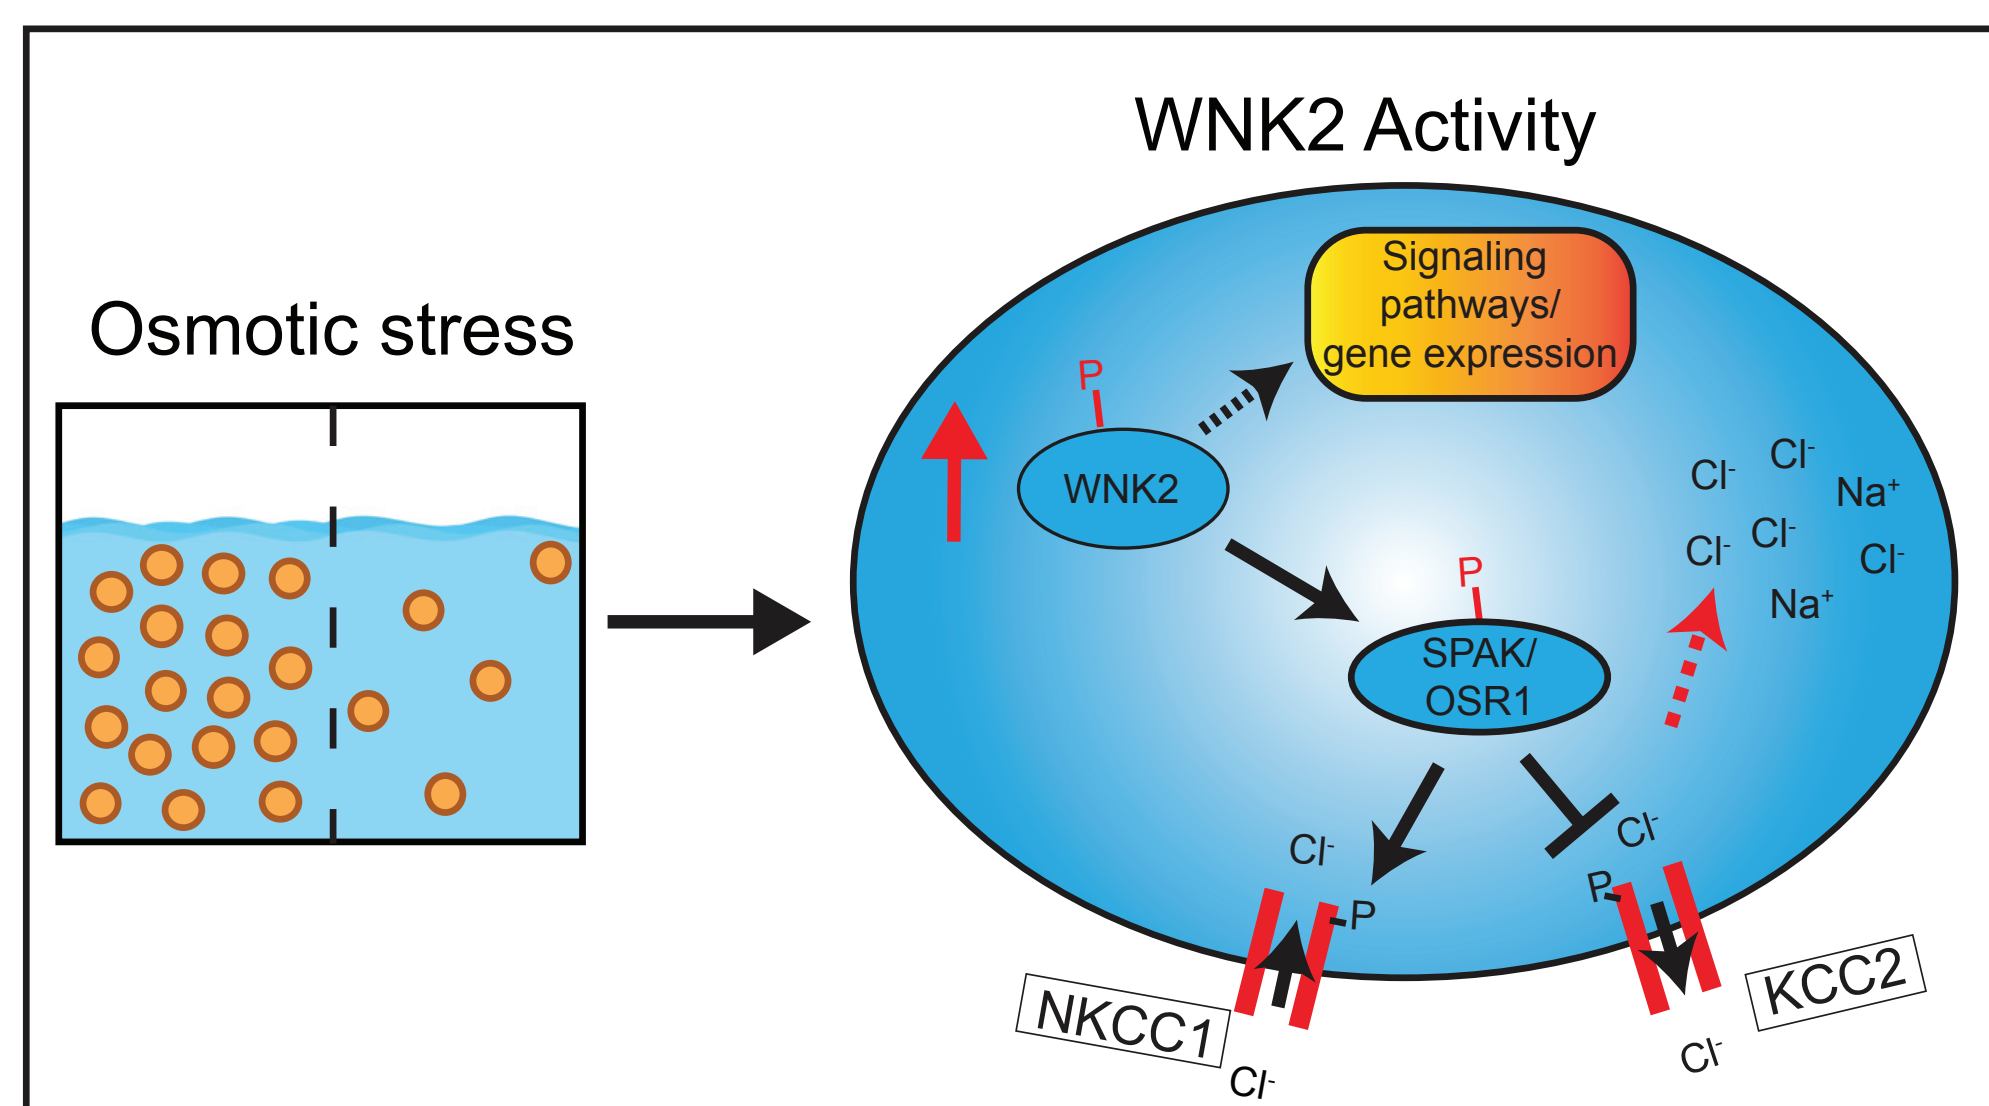 WNK2 Activity
Osmotic stress
Signaling
pathways/
gene expression
P
WNK2
Cl⁻
Cl⁻
Na⁺
Cl⁻
Cl⁻
Cl⁻
Na⁺
P
SPAK/
OSR1
Cl⁻
P
NKCC1
Cl⁻
Cl⁻
P
KCC2
Cl⁻